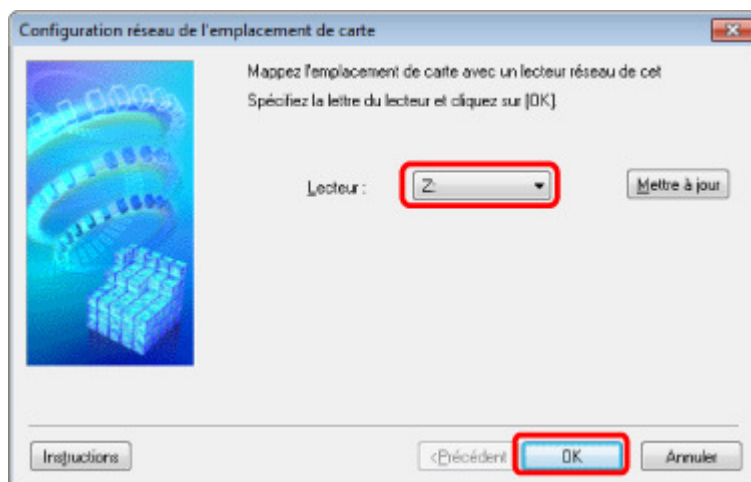 Configuration réseau de l'emplacement de carte
Mappez l'emplacement de carte avec un lecteur réseau de cet
Spécifiez la lettre du lecteur et cliquez sur [OK].
Lecteur : Z: Mettre à jour
Instructions <Précédent OK Annuler